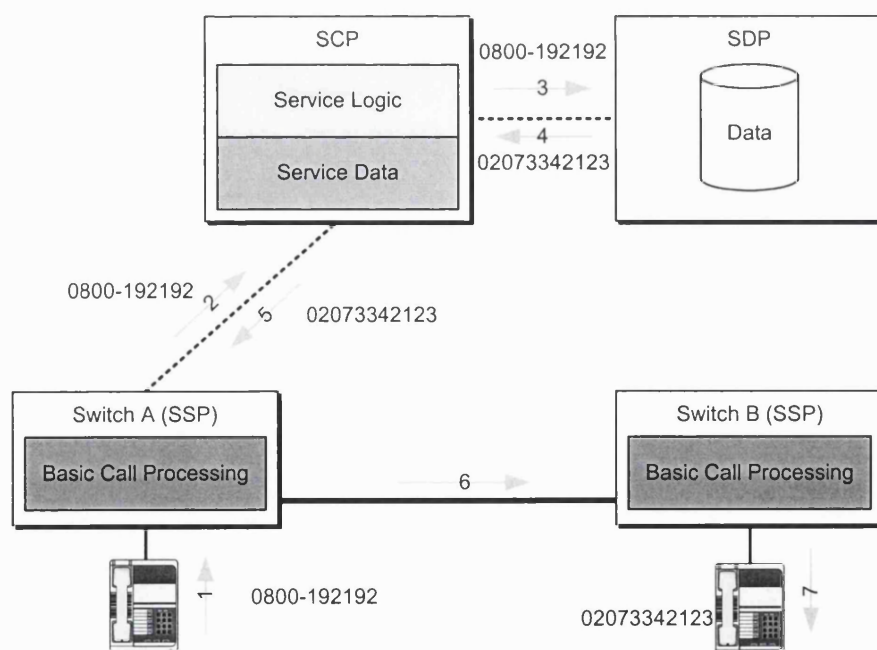 SCP
SDP
Service Logic
Service Data
0800-192192
3
4
02073342123
Data
0800-192192
2
5
02073342123
Switch A (SSP)
Basic Call Processing
6
Switch B (SSP)
Basic Call Processing
1
0800-192192
02073342123
7